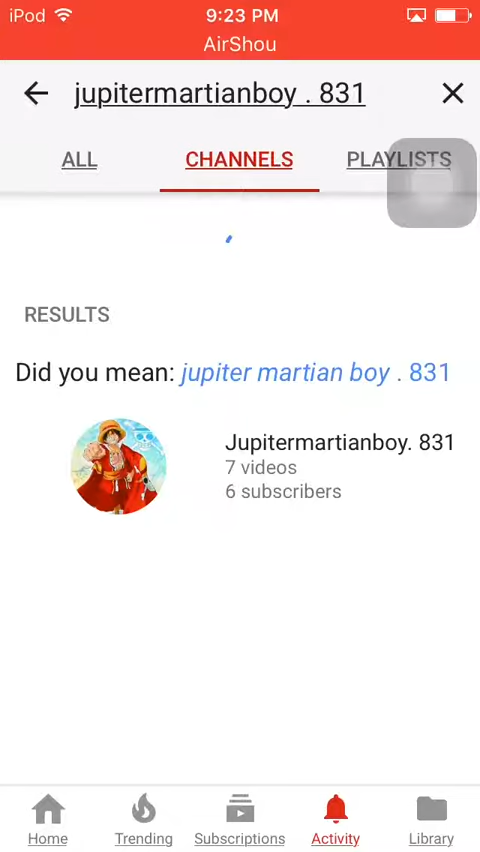 iPod 9:23 PM
AirShou
jupitermartianboy . 831
ALL CHANNELS PLAYLISTS
RESULTS
Did you mean: jupiter martian boy . 831
Jupitermartianboy. 831
7 videos
6 subscribers
Home Trending Subscriptions Activity Library